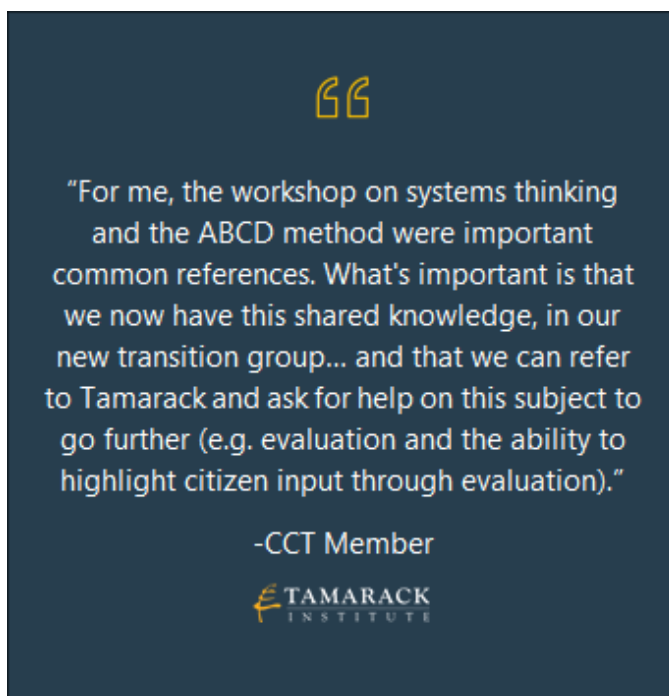 “For me, the workshop on systems thinking
and the ABCD method were important
common references. What's important is that
we now have this shared knowledge, in our
new transition group... and that we can refer
to Tamarack and ask for help on this subject to
go further (e.g. evaluation and the ability to
highlight citizen input through evaluation).”
-CCT Member
TAMARACK
INSTITUTE